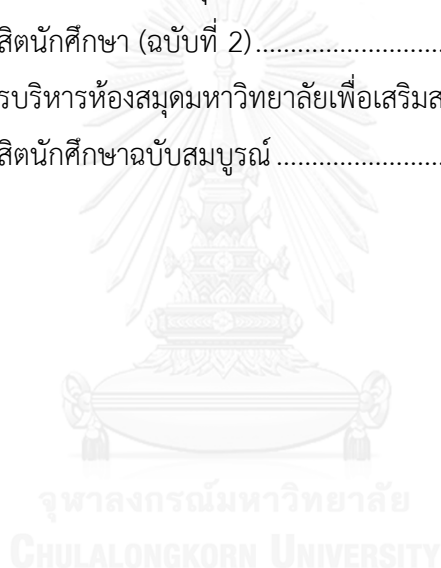 สิตนักศึกษา (ฉบับที่ 2)..............................
รบริหารห้องสมุดมหาวิทยาลัยเพื่อเสริมส
สิตนักศึกษาฉบับสมบูรณ์ .........................
จุฬาลงกรณ์มหาวิทยาลัย
CHULALONGKORN UNIVERSITY